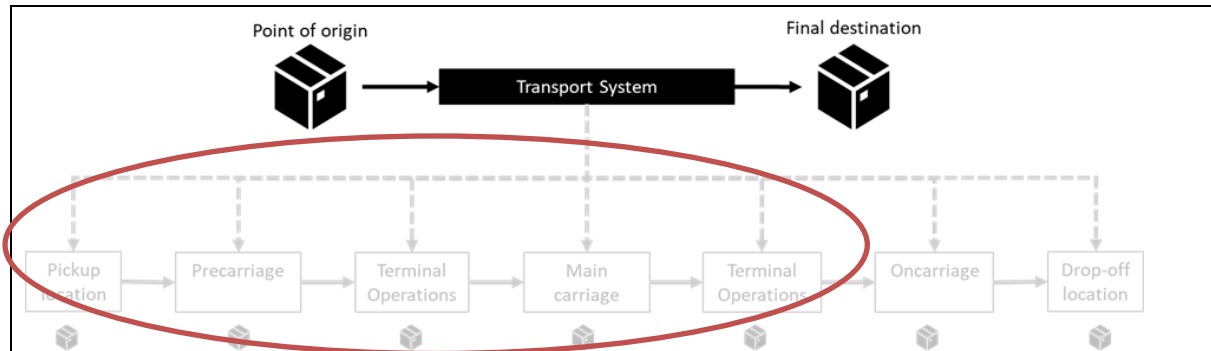 Point of origin
Final destination
Transport System
Pickup
location
Precarriage
Terminal
Operations
Main
carriage
Terminal
Operations
Oncarriage
Drop-off
location